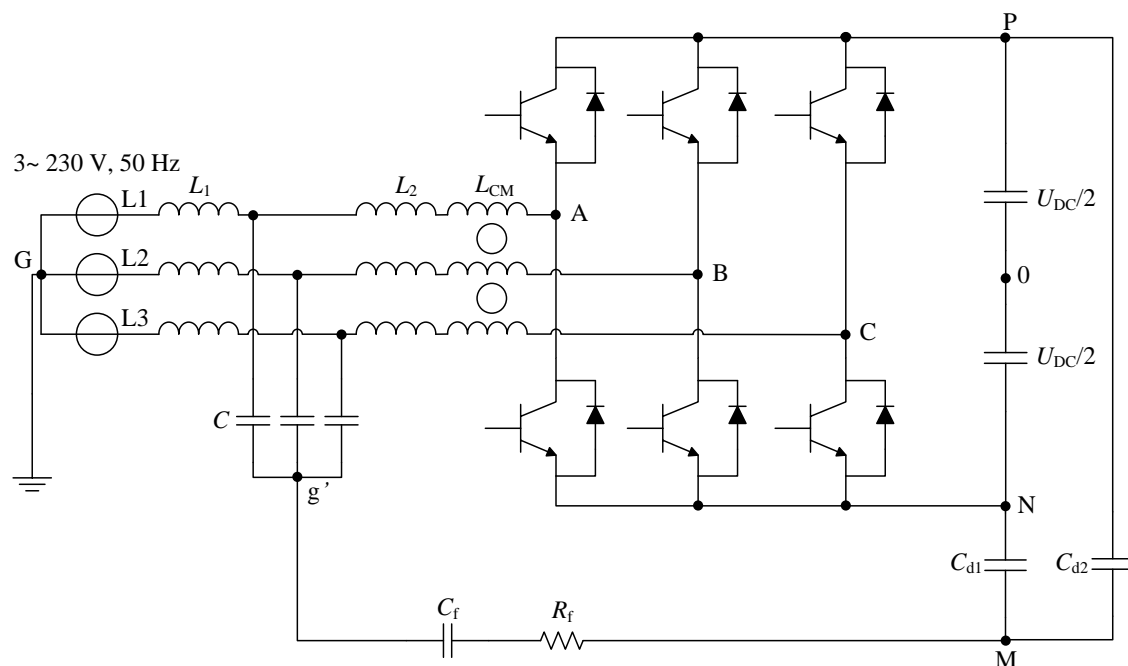 P
3~ 230 V, 50 Hz
L1
L1
L2
LCM
A
UDC/2
G
L2
B
0
L3
C
UDC/2
C
g'
N
Cd1
Cd2
Cf
Rf
M